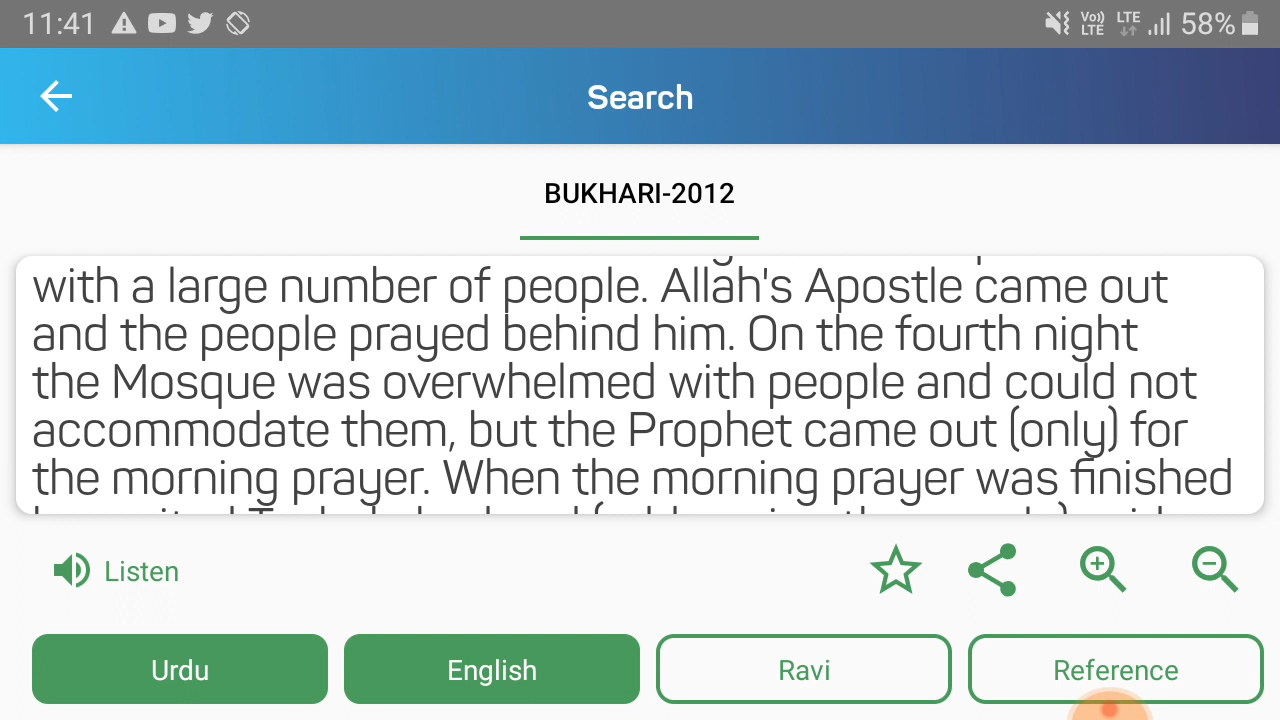 11:41
Vo)) LTE
LTE
58%
Search
BUKHARI-2012
with a large number of people. Allah's Apostle came out
and the people prayed behind him. On the fourth night
the Mosque was overwhelmed with people and could not
accommodate them, but the Prophet came out (only) for
the morning prayer. When the morning prayer was finished
Listen
Urdu
English
Ravi
Reference